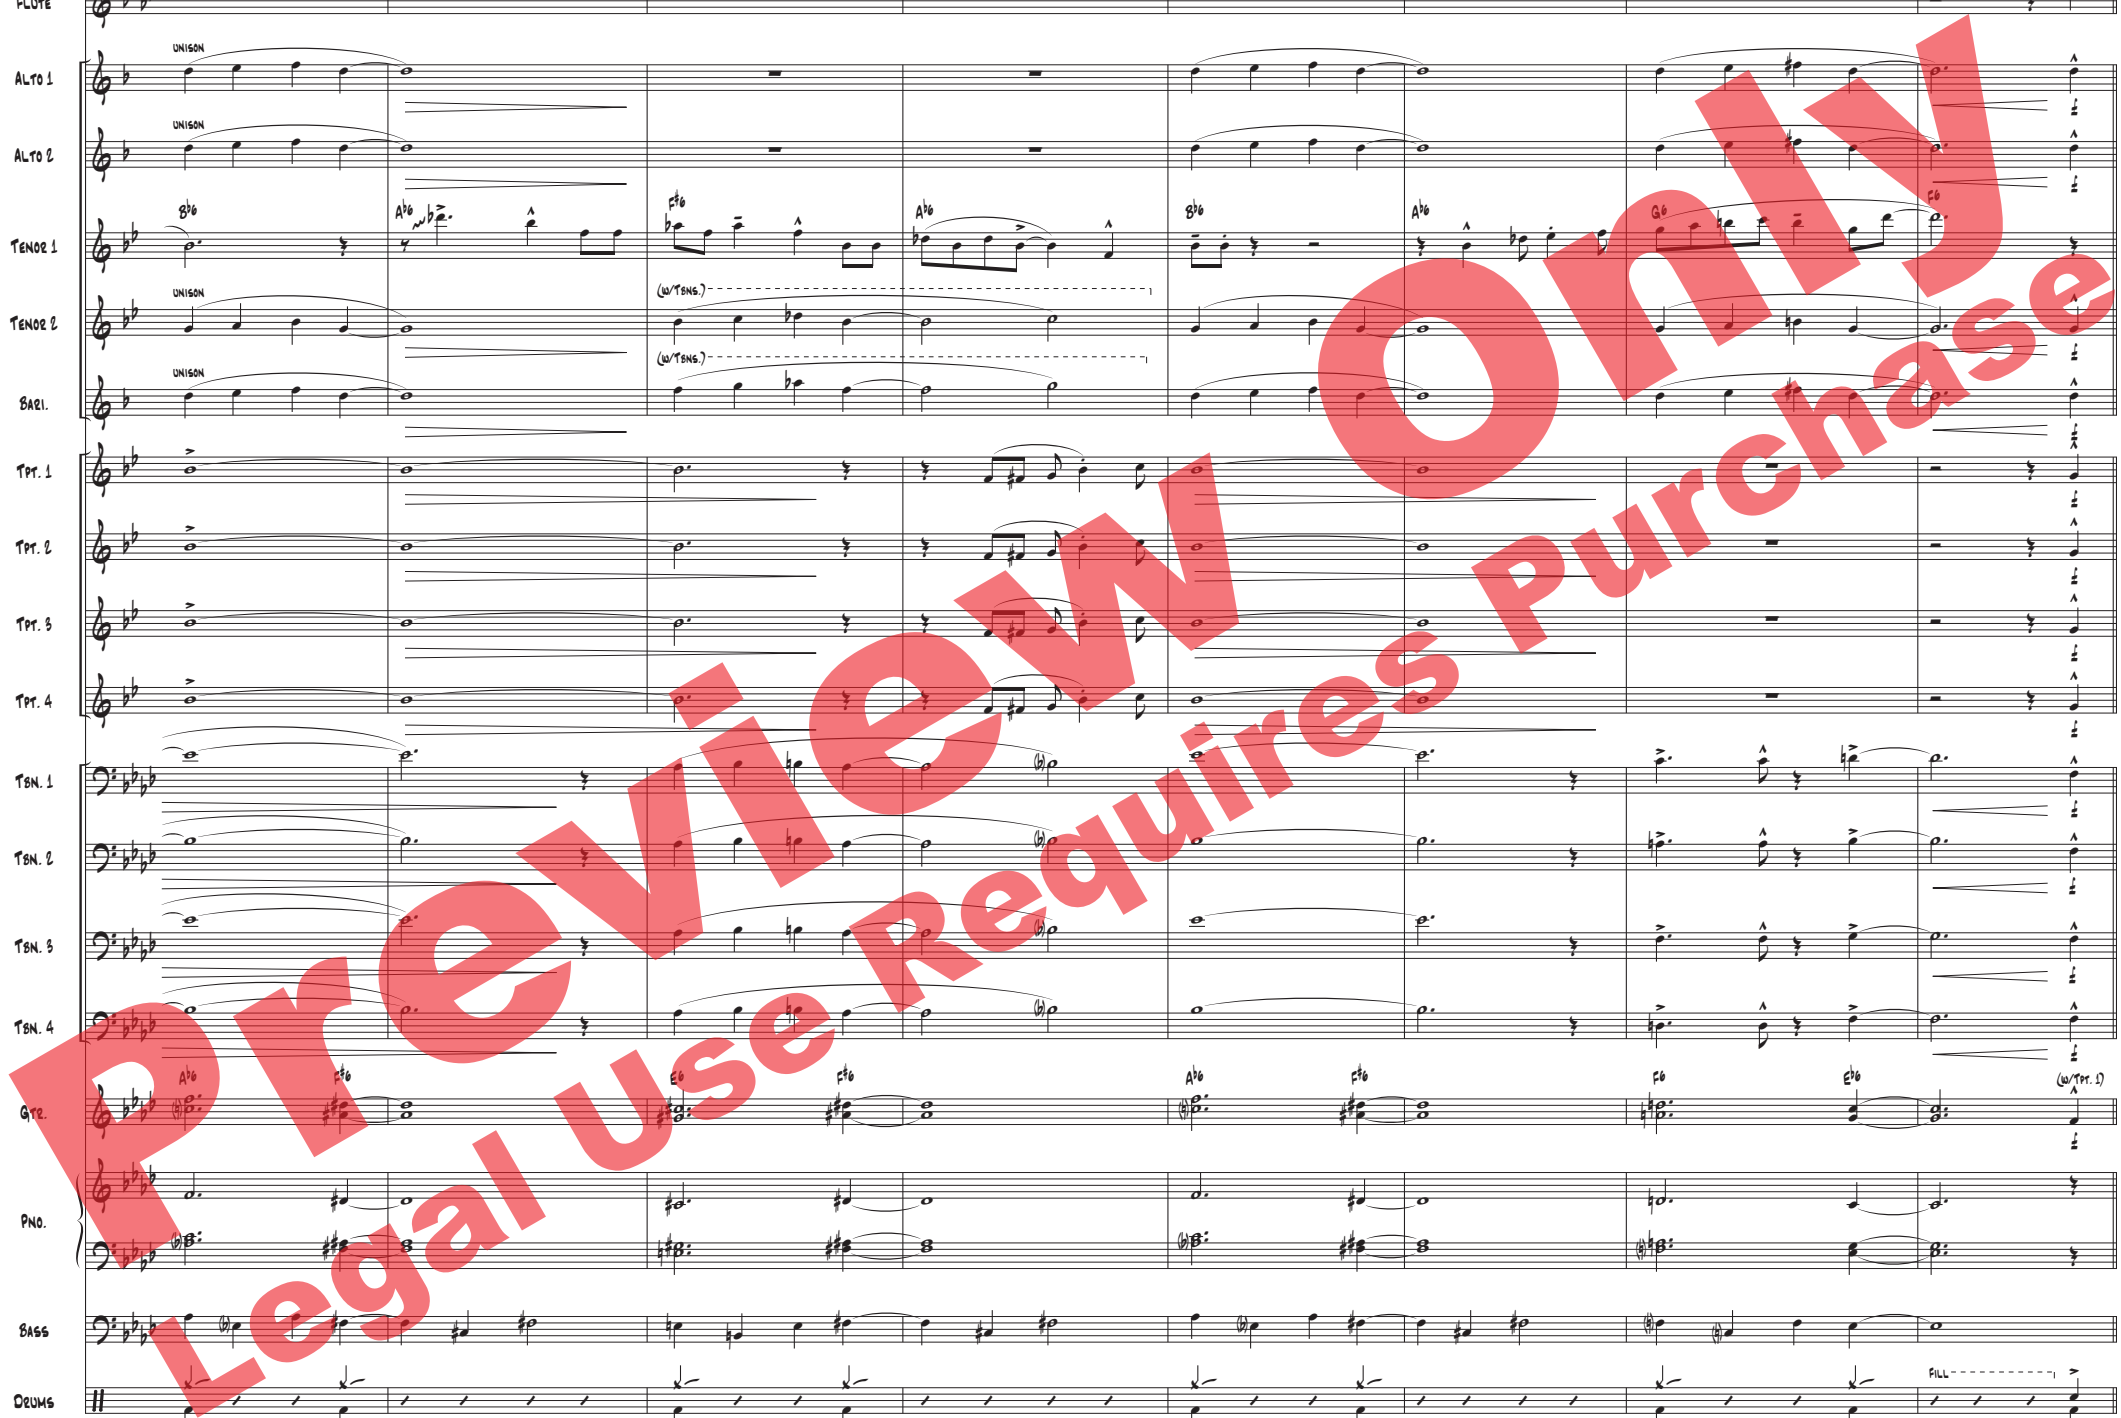 FLUTE
UNISON
ALTO 1
UNISON
ALTO 2
B♭6 A♭6 F♯6 A♭6 B♭6 A♭6 G6 F6
TENOR 1
UNISON (W/TBNS.)
TENOR 2
UNISON (W/TBNS.)
BARI.
TPT. 1
TPT. 2
TPT. 3
TPT. 4
TBN. 1
TBN. 2
TBN. 3
TBN. 4
A♭6 F♯6 E6 F♯6 A♭6 F♯6 F6 E♭6 (W/TPT. 1)
GTR.
PNO.
BASS
FILL
DRUMS
Preview Only
Legal Use Requires Purchase